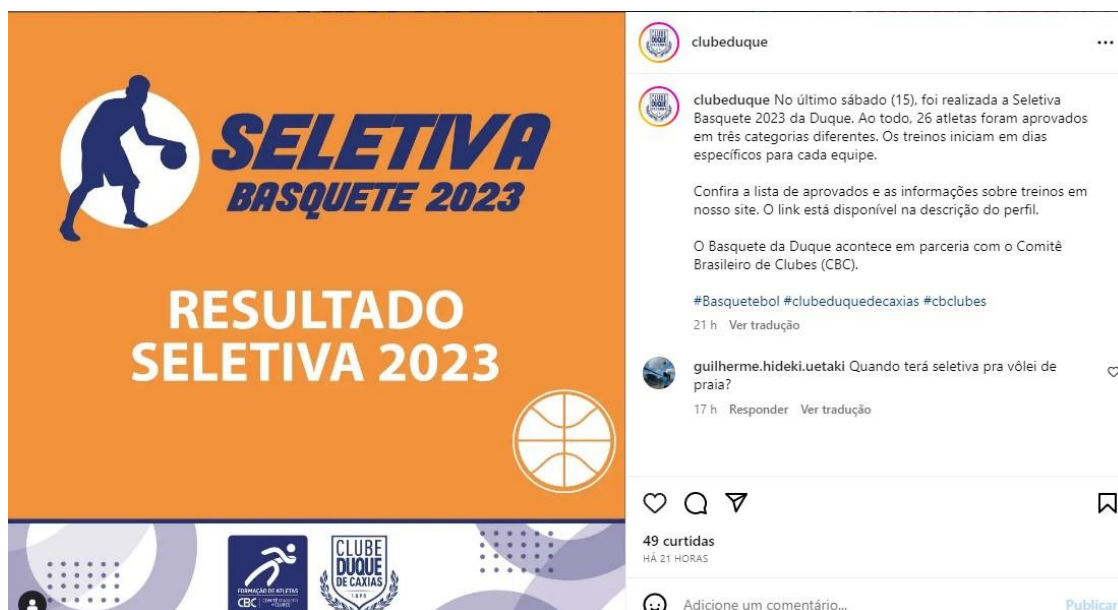 SELETIVA
BASQUETE 2023
RESULTADO
SELETIVA 2023
FORMAÇÃO DE ATLETAS
CBC
CLUBE
DUQUE
DE CAXIAS
clubeduque
clubeduque No último sábado (15), foi realizada a Seletiva
Basquete 2023 da Duque. Ao todo, 26 atletas foram aprovados
em três categorias diferentes. Os treinos iniciam em dias
específicos para cada equipe.
Confira a lista de aprovados e as informações sobre treinos em
nosso site. O link está disponível na descrição do perfil.
O Basquete da Duque acontece em parceria com o Comitê
Brasileiro de Clubes (CBC).
#Basquetebol #clubeduquedecaxias #cbclubes
21 h Ver tradução
guilherme.hideki.uetaki Quando terá seletiva pra vôlei de
praia?
17 h Responder Ver tradução
49 curtidas
HÁ 21 HORAS
Adicione um comentário... Publicar